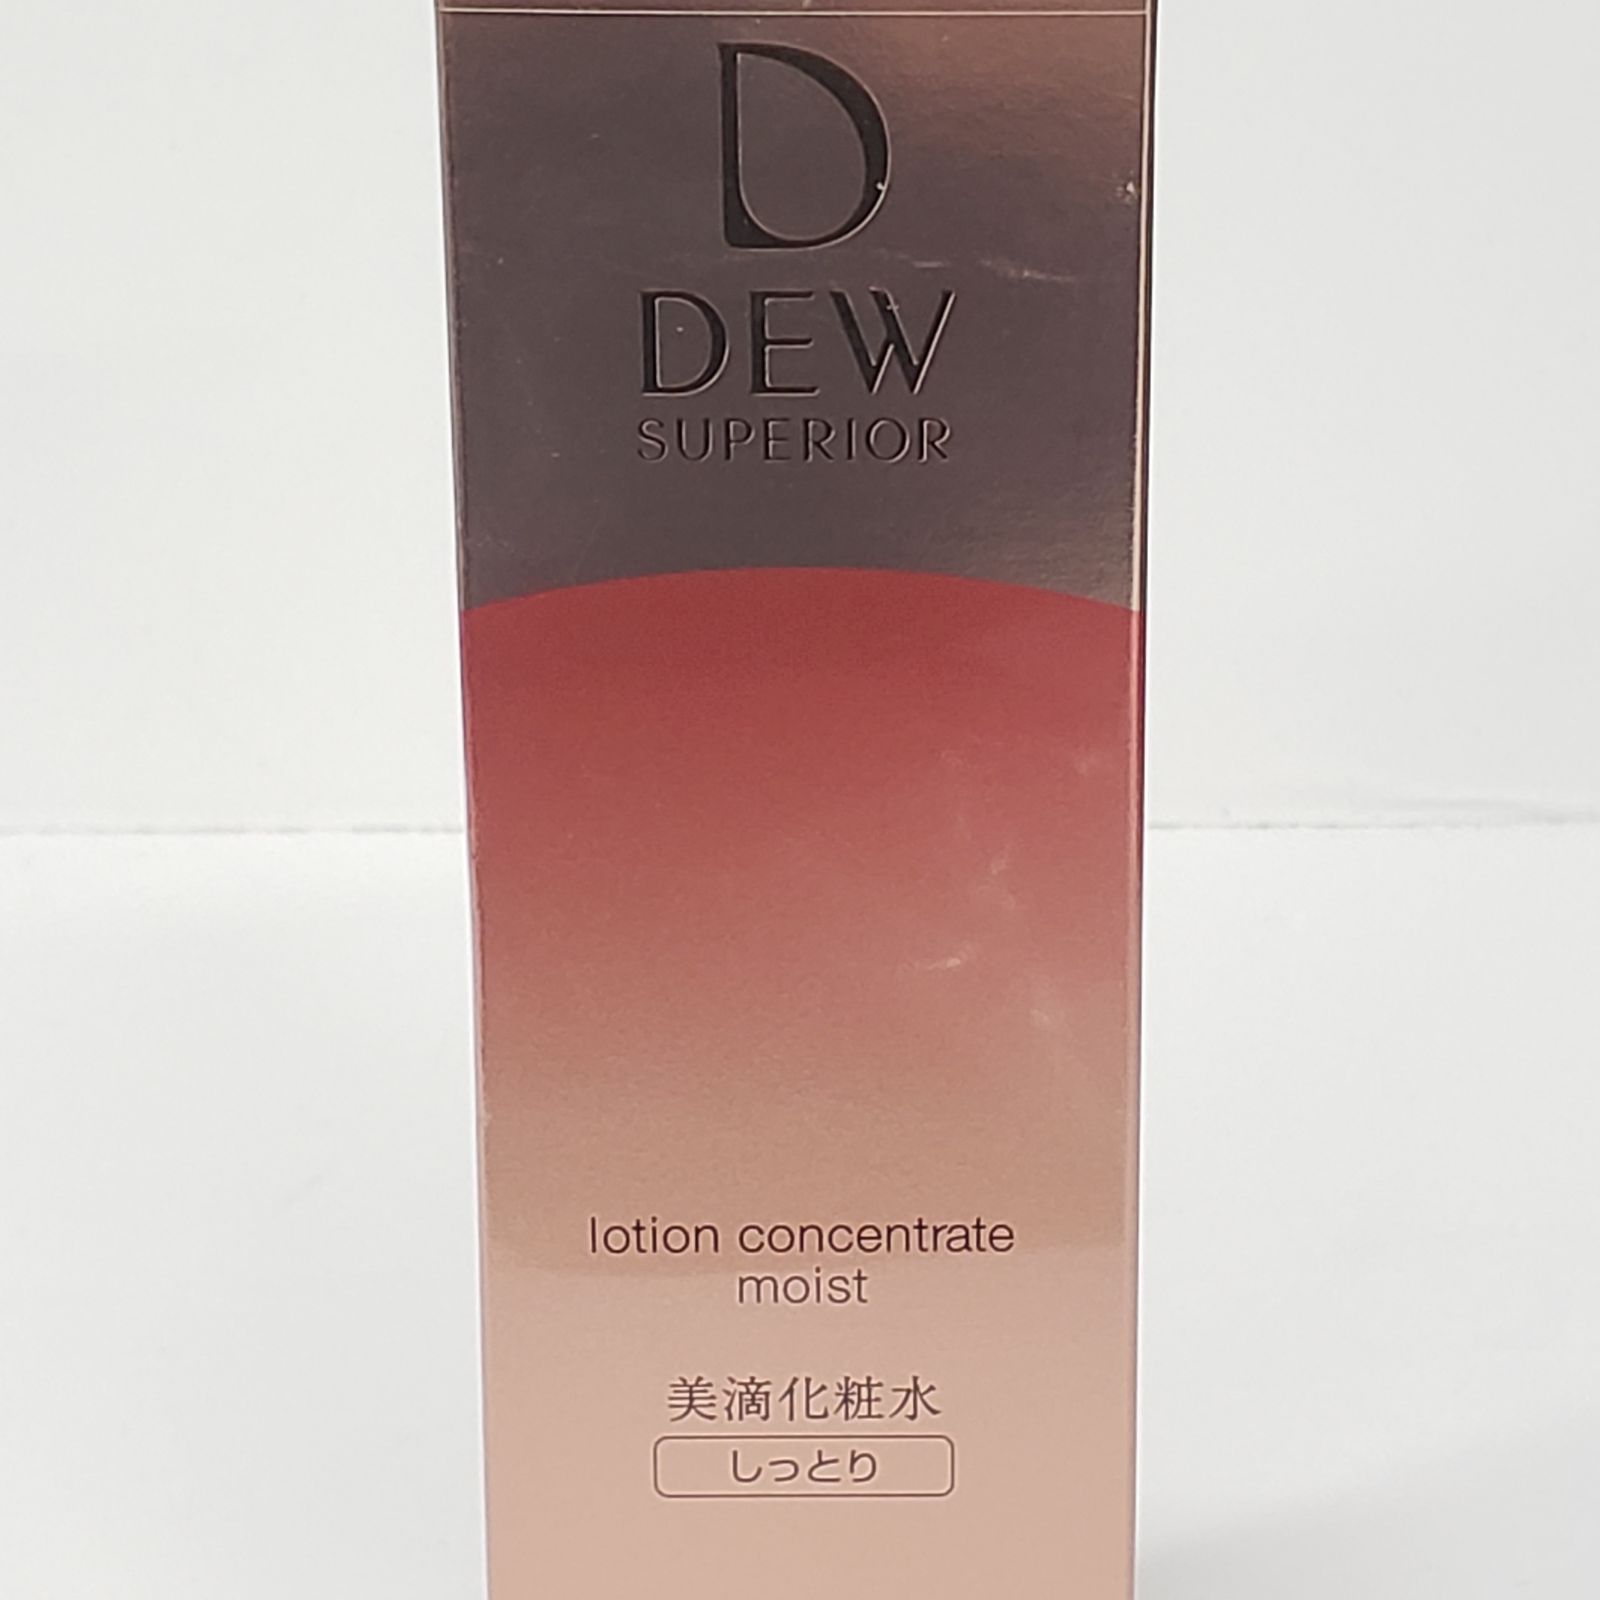 D
DEW
SUPERIOR
lotion concentrate
moist
美滴化粧水
しっとり